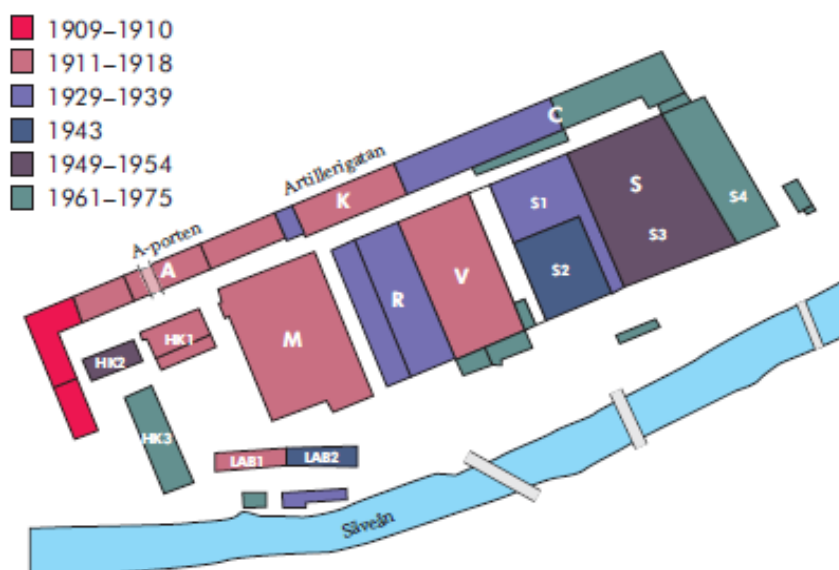 1909–1910
1911–1918
1929–1939
1943
1949–1954
1961–1975
C
Artillerigatan
K
A-porten
A
S
S1
S4
S3
S2
V
R
M
HK1
HK2
HK3
LAB1
LAB2
Säveån